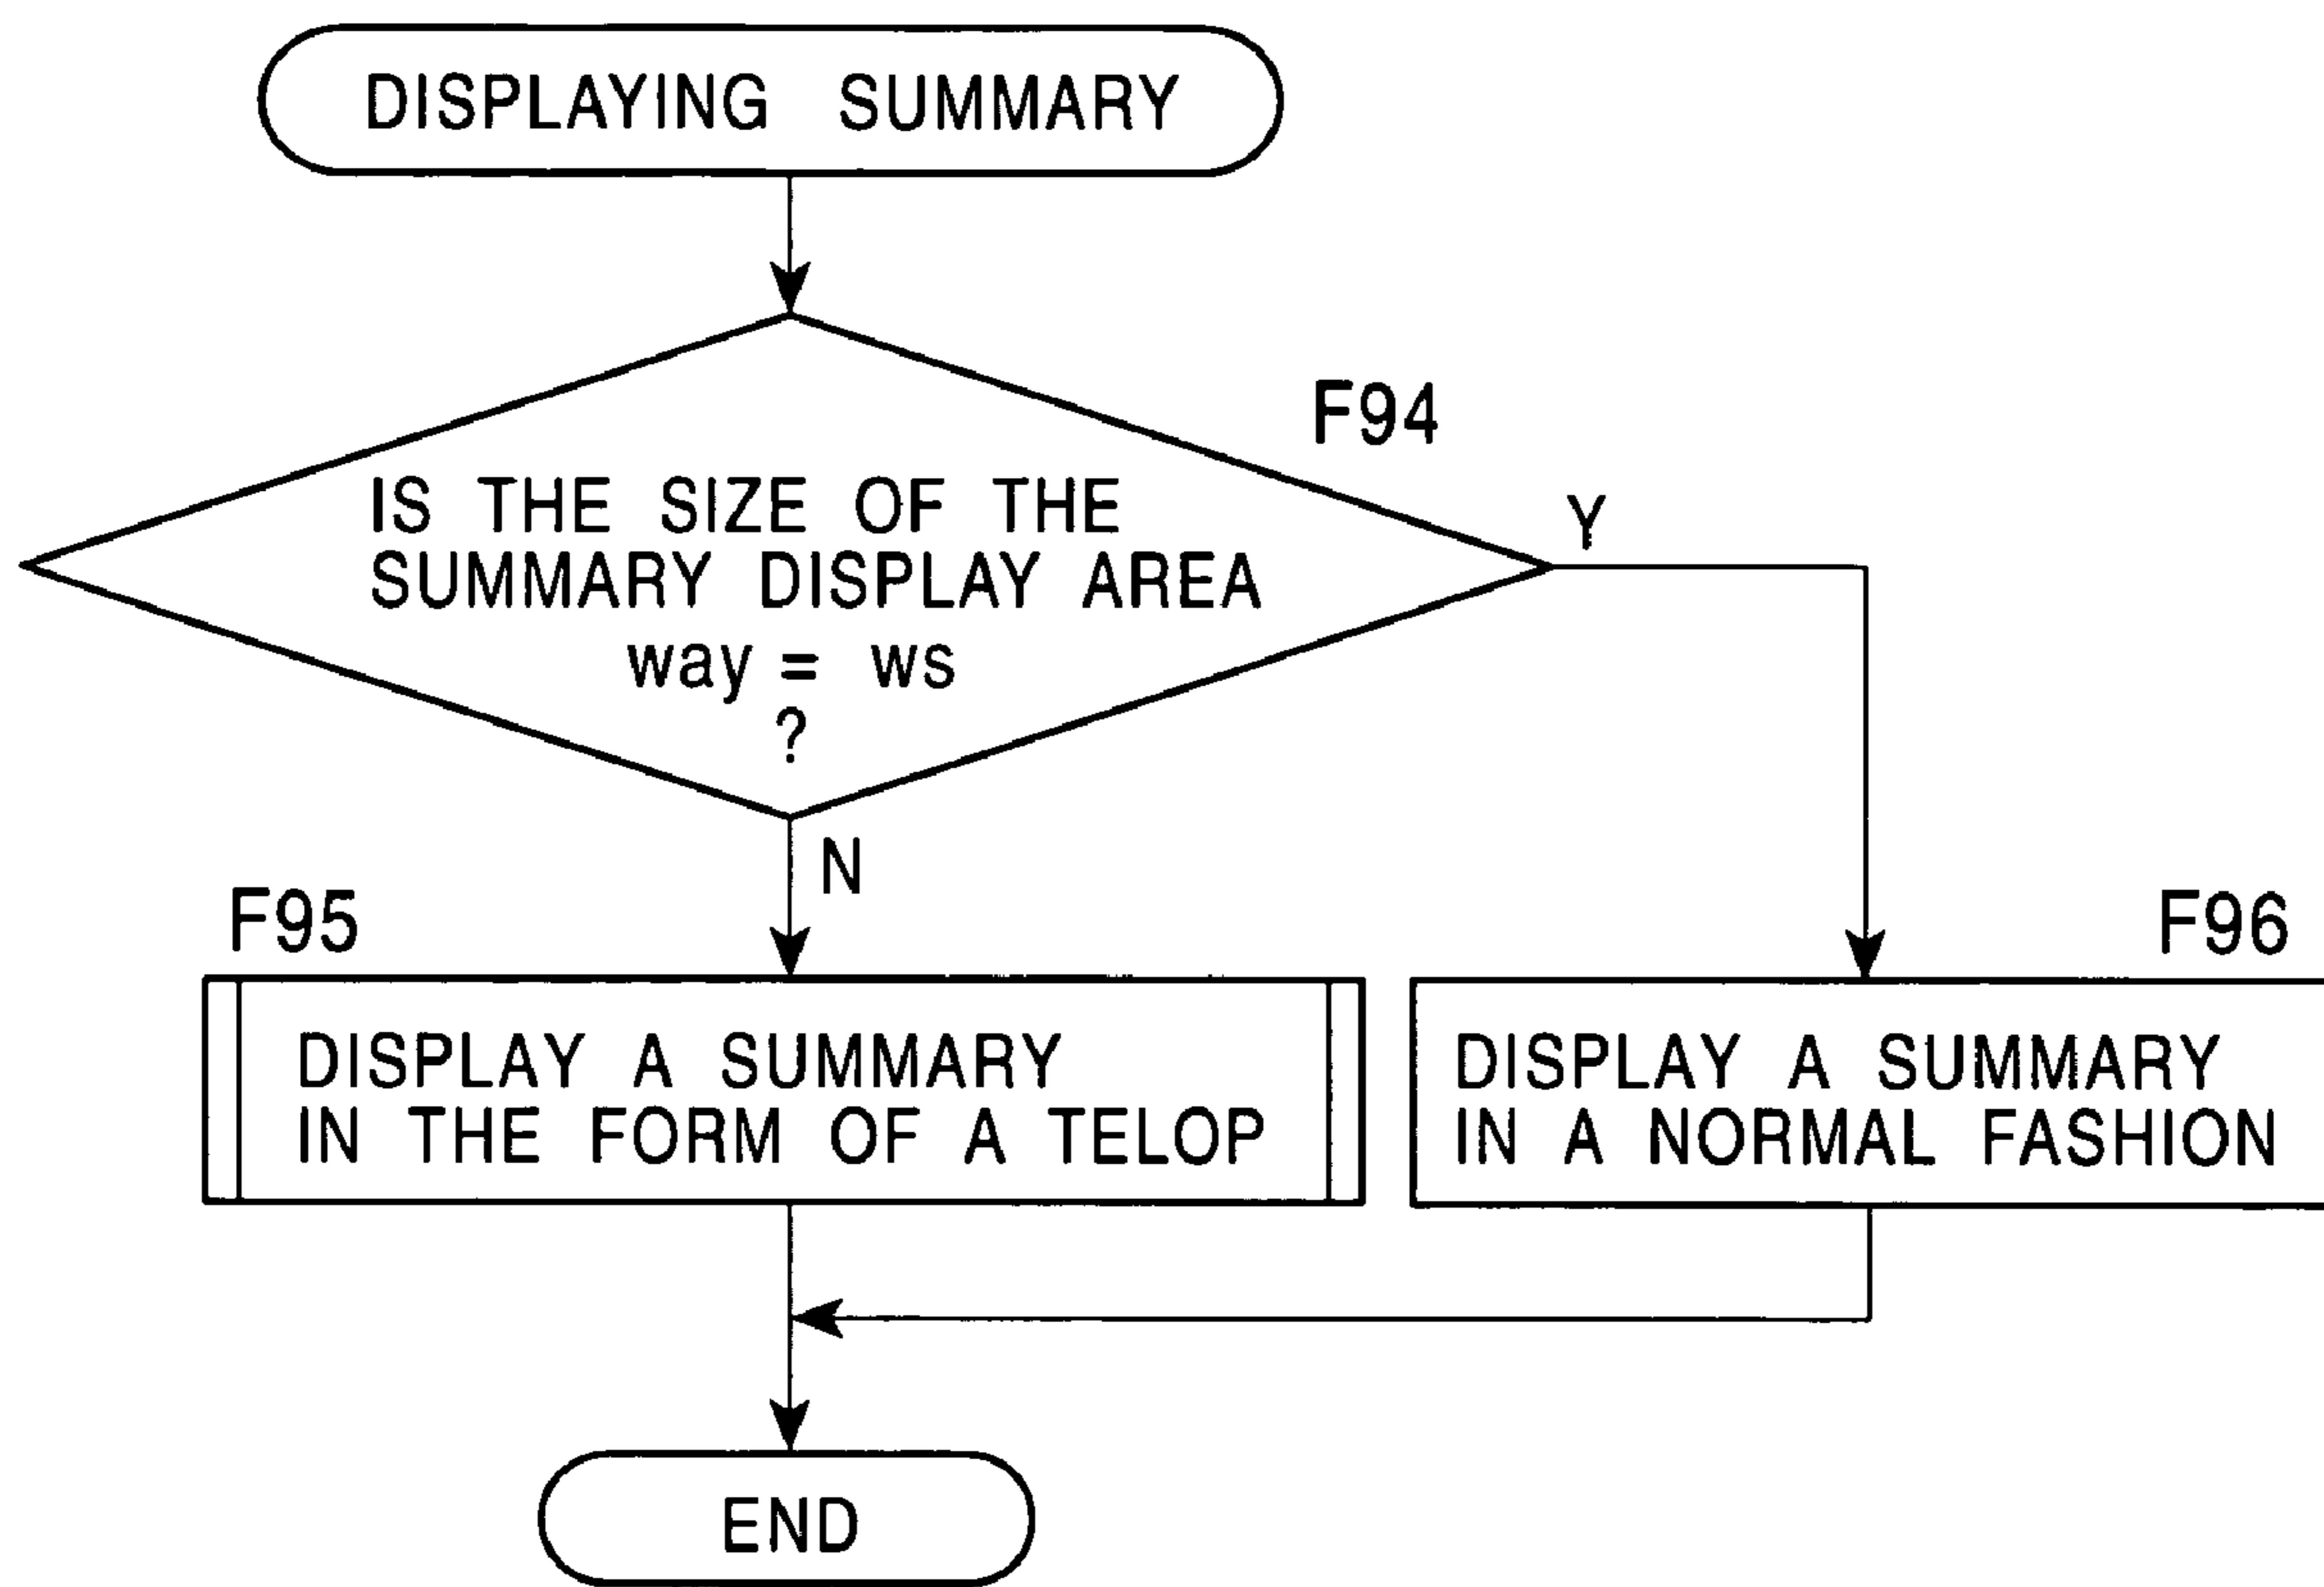 DISPLAYING SUMMARY
F94
IS THE SIZE OF THE
SUMMARY DISPLAY AREA
way = ws
?
Y
N
F95
DISPLAY A SUMMARY
IN THE FORM OF A TELOP
F96
DISPLAY A SUMMARY
IN A NORMAL FASHION
END